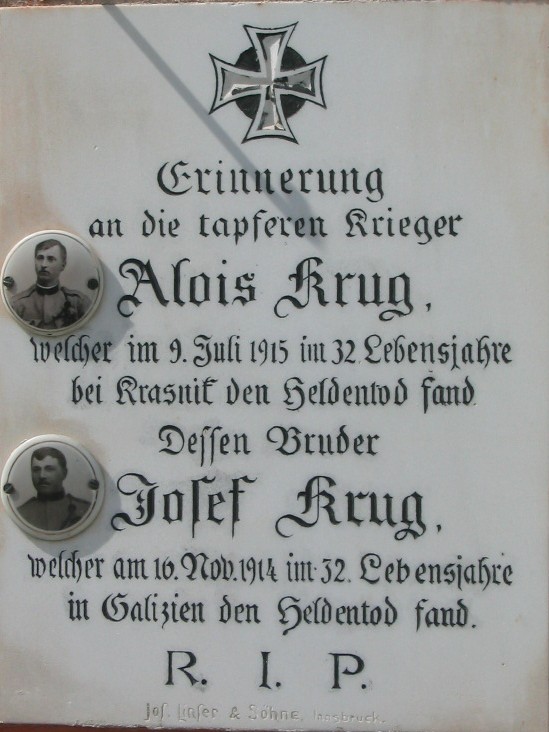 Erinnerung
an die tapferen Krieger
Alois Krug,
welcher im 9. Juli 1915 im 32. Lebensjahre
bei Krasnik den Heldentod fand.
Dessen Bruder
Josef Krug,
welcher am 16. Nov. 1914 im 32. Lebensjahre
in Galizien den Heldentod fand.
R. I. P.
Jos. Linser & Söhne, Innsbruck.